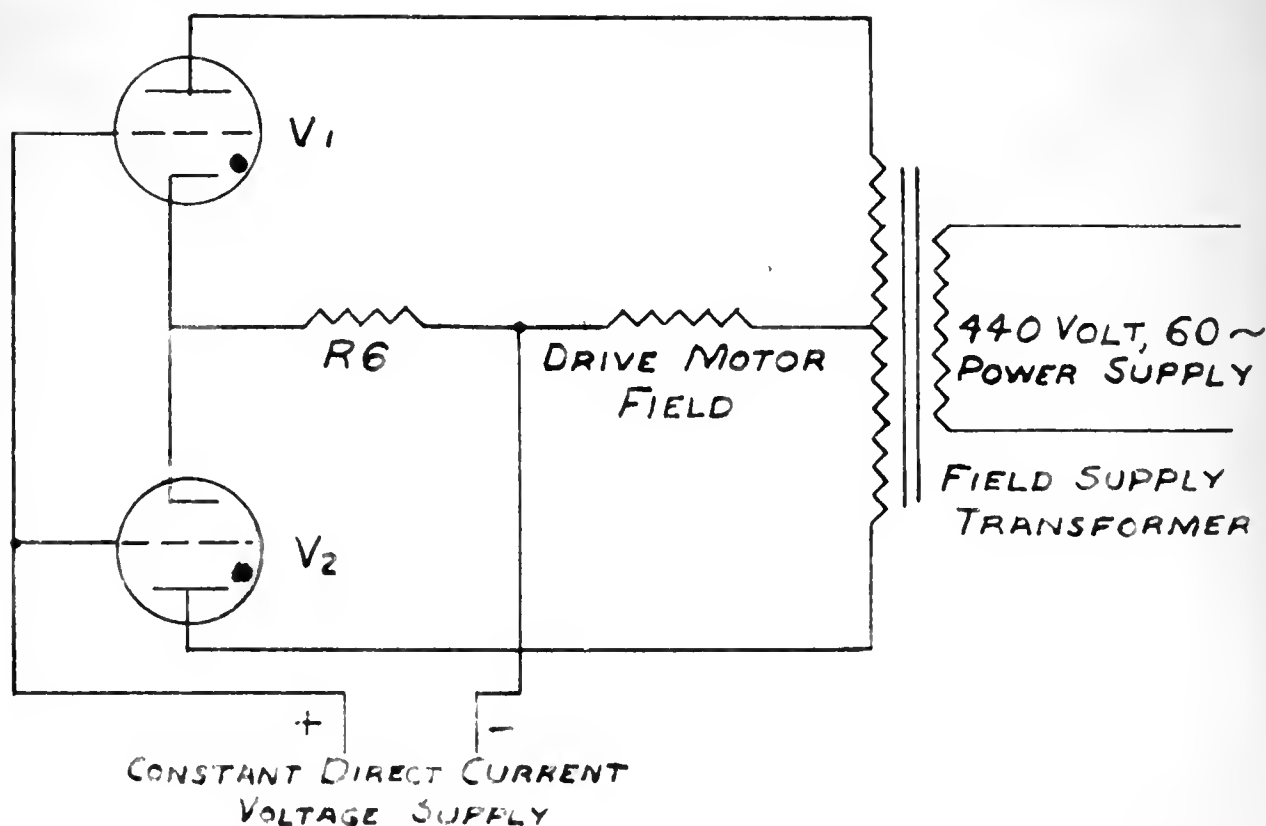 V1
R6
DRIVE MOTOR
FIELD
440 VOLT, 60~
POWER SUPPLY
FIELD SUPPLY
TRANSFORMER
V2
+
-
CONSTANT DIRECT CURRENT
VOLTAGE SUPPLY